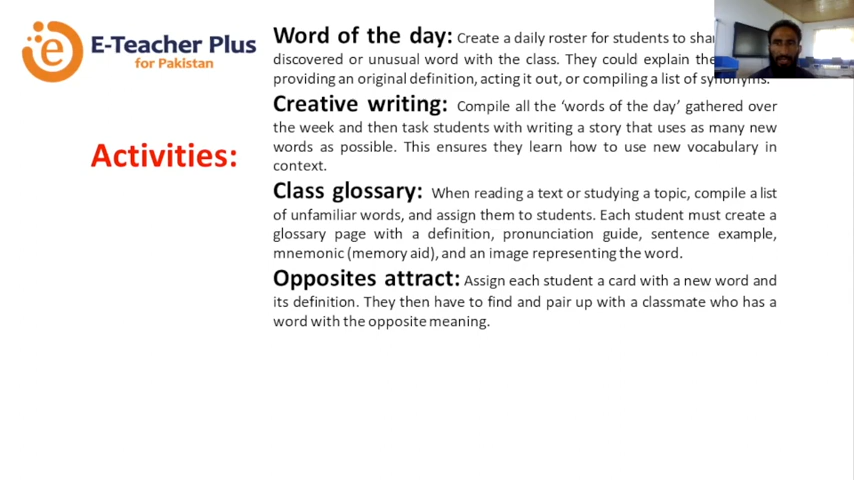 E-Teacher Plus
for Pakistan
Activities:
Word of the day: Create a daily roster for students to
discovered or unusual word with the class. They could explain
providing an original definition, acting it out, or compiling a list of synonyms.
Creative writing: Compile all the ‘words of the day’ gathered over
the week and then task students with writing a story that uses as many new
words as possible. This ensures they learn how to use new vocabulary in
context.
Class glossary: When reading a text or studying a topic, compile a list
of unfamiliar words, and assign them to students. Each student must create a
glossary page with a definition, pronunciation guide, sentence example,
mnemonic (memory aid), and an image representing the word.
Opposites attract: Assign each student a card with a new word and
its definition. They then have to find and pair up with a classmate who has a
word with the opposite meaning.